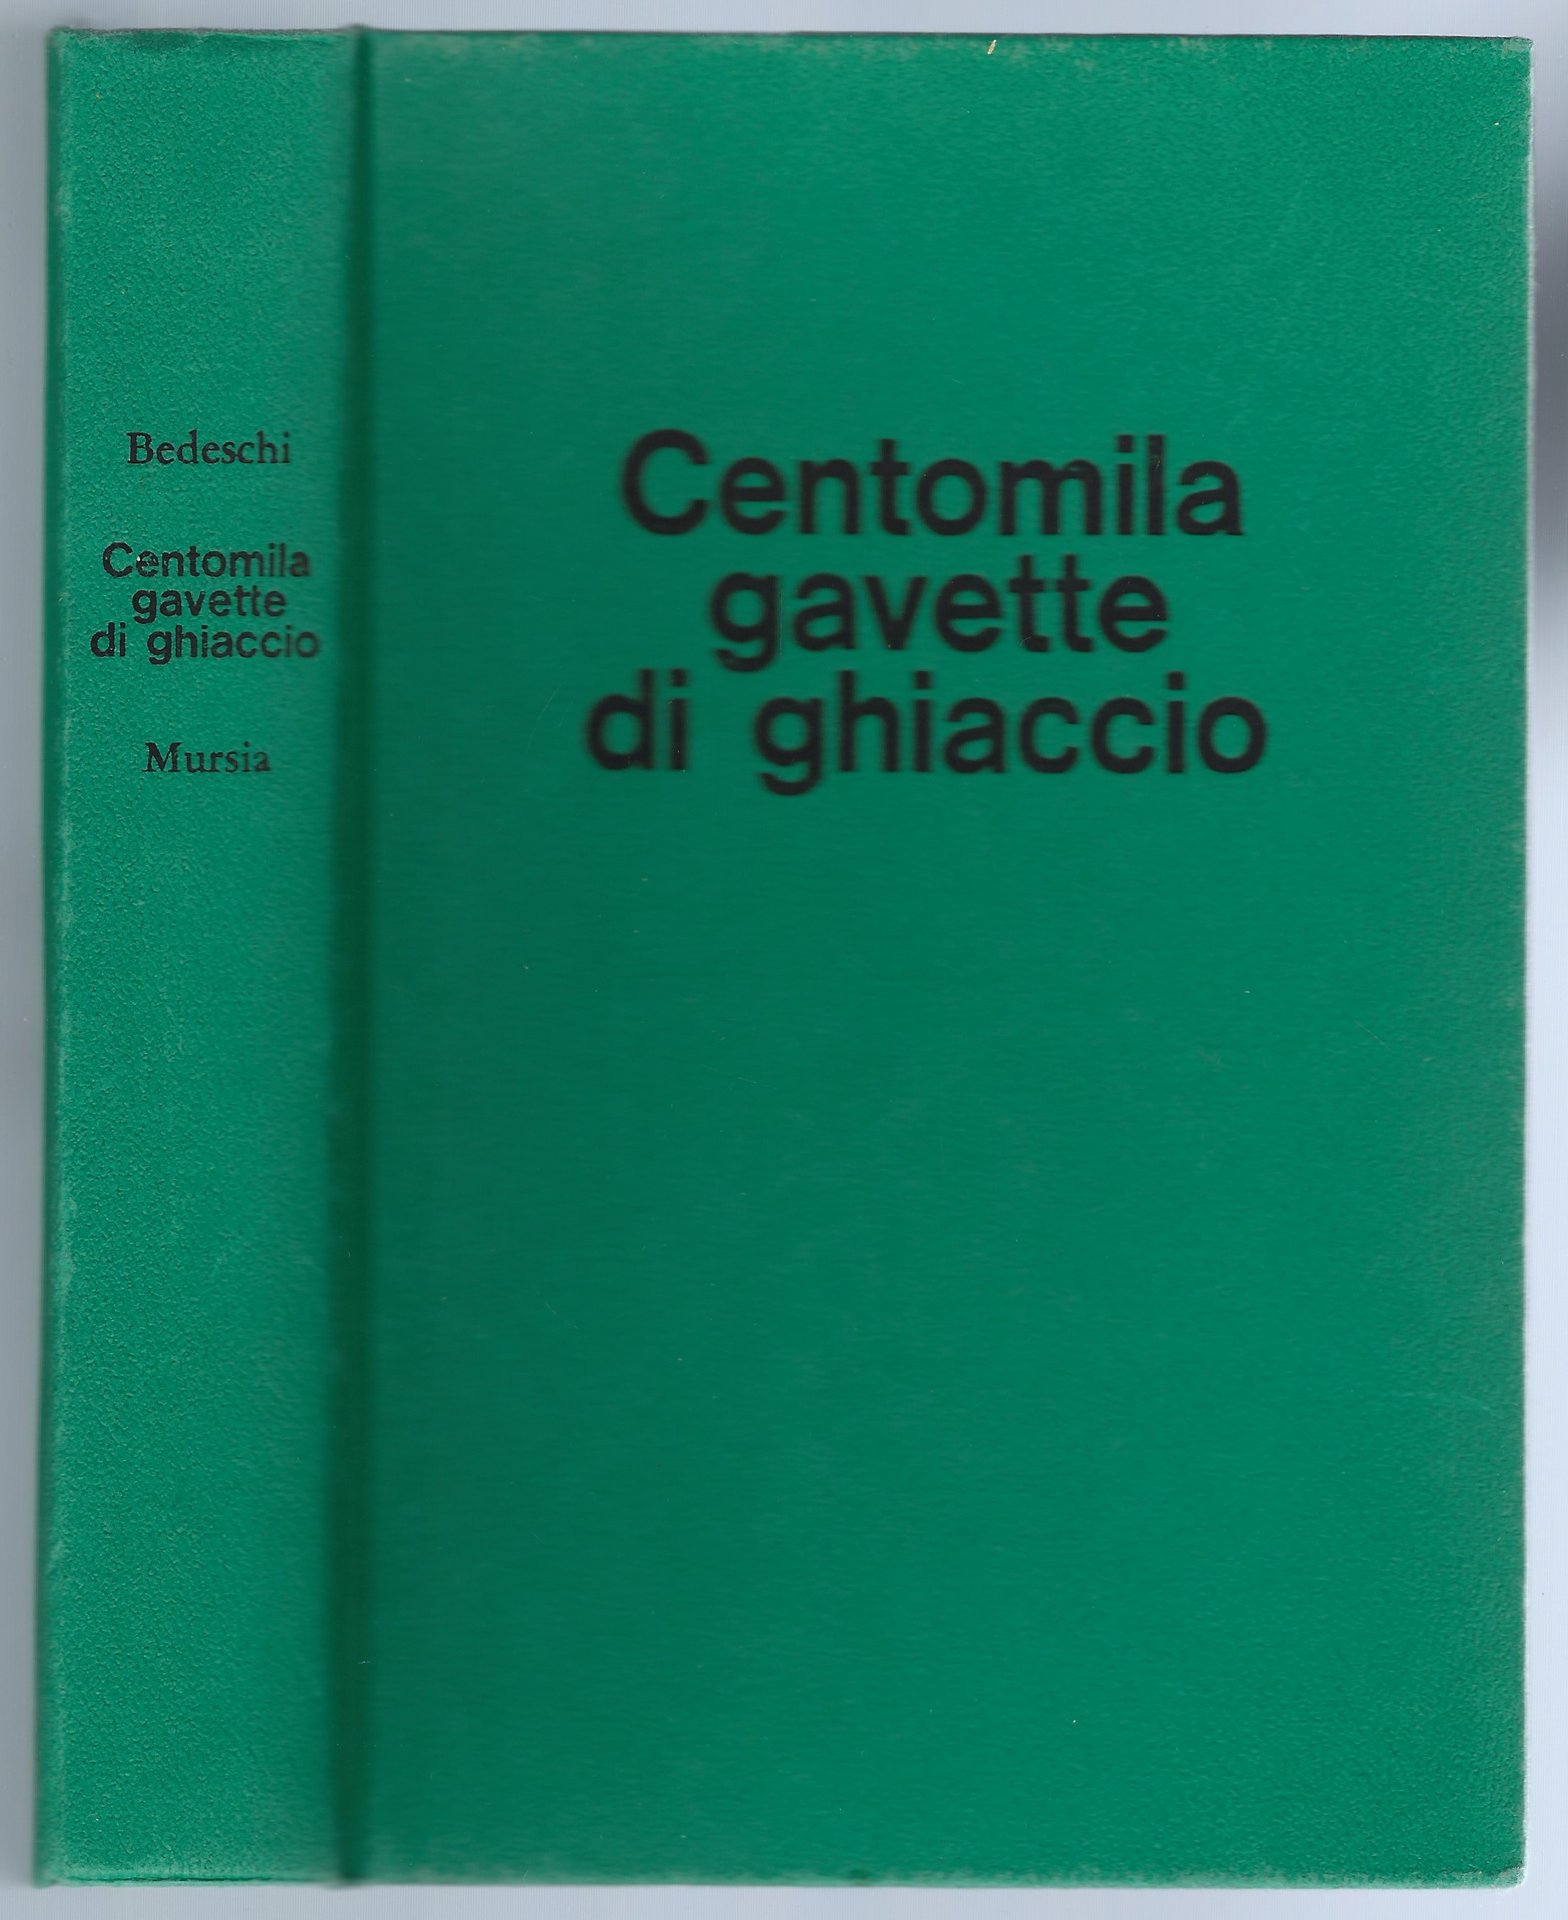 Bedeschi
Centomila
gavette
di ghiaccio
Mursia
Centomila
gavette
di ghiaccio